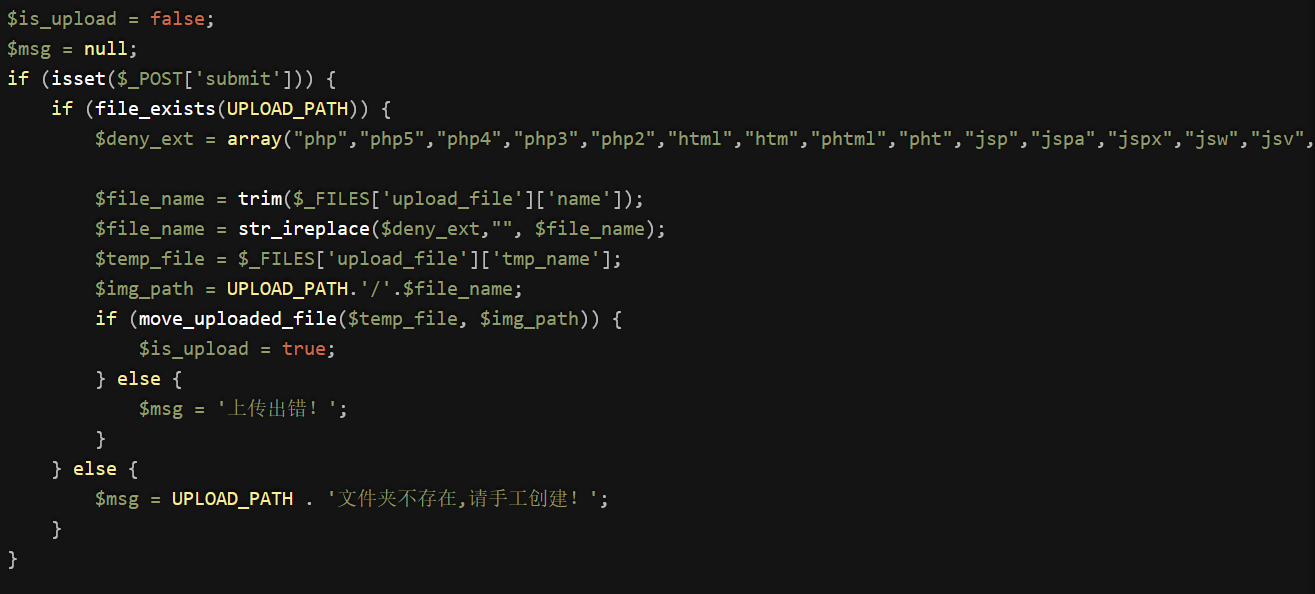 $is_upload = false;
$msg = null;
if (isset($_POST['submit'])) {
    if (file_exists(UPLOAD_PATH)) {
        $deny_ext = array("php","php5","php4","php3","php2","html","htm","phtml","pht","jsp","jspa","jspx","jsw","jsv",
        $file_name = trim($_FILES['upload_file']['name']);
        $file_name = str_ireplace($deny_ext,"", $file_name);
        $temp_file = $_FILES['upload_file']['tmp_name'];
        $img_path = UPLOAD_PATH.'/'.$file_name;
        if (move_uploaded_file($temp_file, $img_path)) {
            $is_upload = true;
        } else {
            $msg = '上传出错！';
        }
    } else {
        $msg = UPLOAD_PATH . '文件夹不存在,请手工创建！';
    }
}